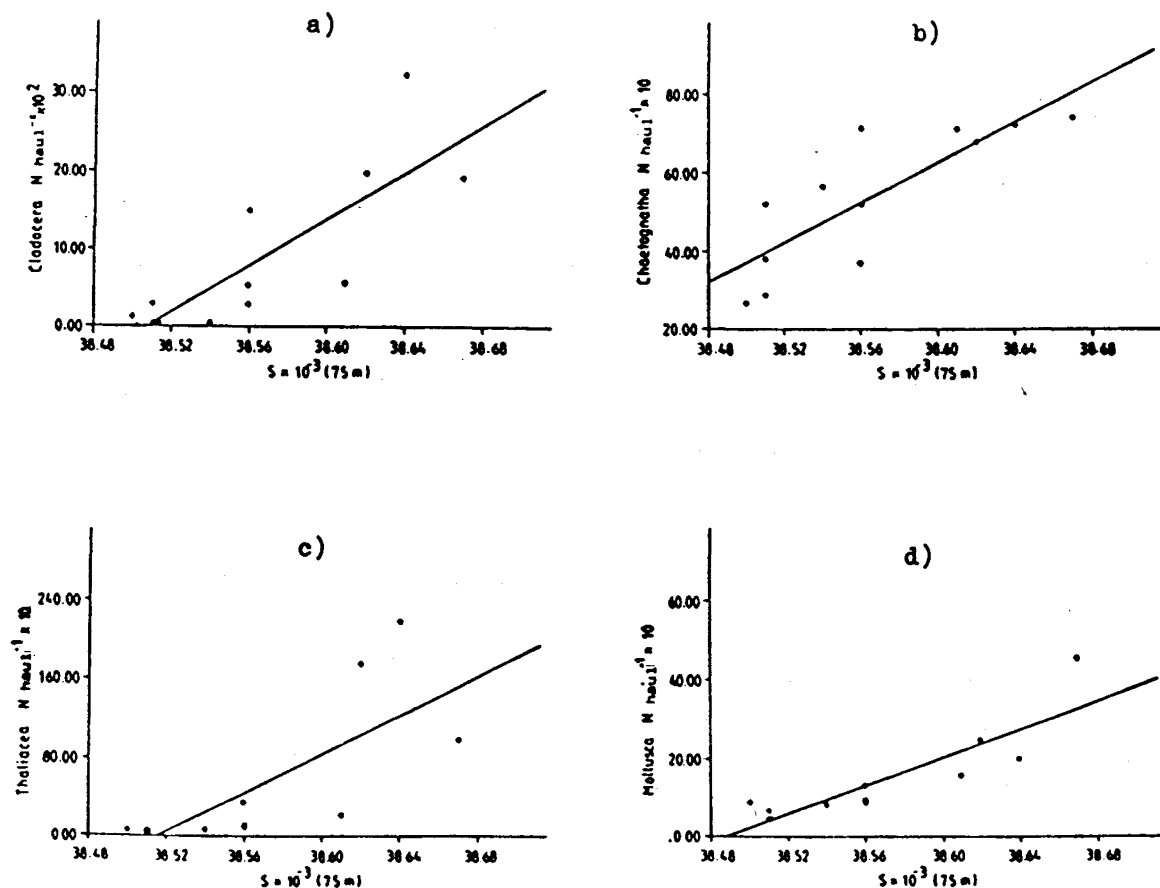 a)
Cladocera N haul⁻¹ x10²
30.00
20.00
10.00
0.00
38.48 38.52 38.56 38.60 38.64 38.68
S = 10⁻³ (75 m)
b)
Chaetognatha N haul⁻¹ x 10
80.00
60.00
40.00
20.00
38.48 38.52 38.56 38.60 38.64 38.68
S = 10⁻³ (75 m)
c)
Thaliacea N haul⁻¹ x 10
240.00
160.00
80.00
0.00
38.48 38.52 38.56 38.60 38.64 38.68
S = 10⁻³ (75 m)
d)
Mollusca N haul⁻¹ x 10
60.00
40.00
20.00
.0.00
38.48 38.52 38.56 38.60 38.64 38.68
S = 10⁻³ (75 m)